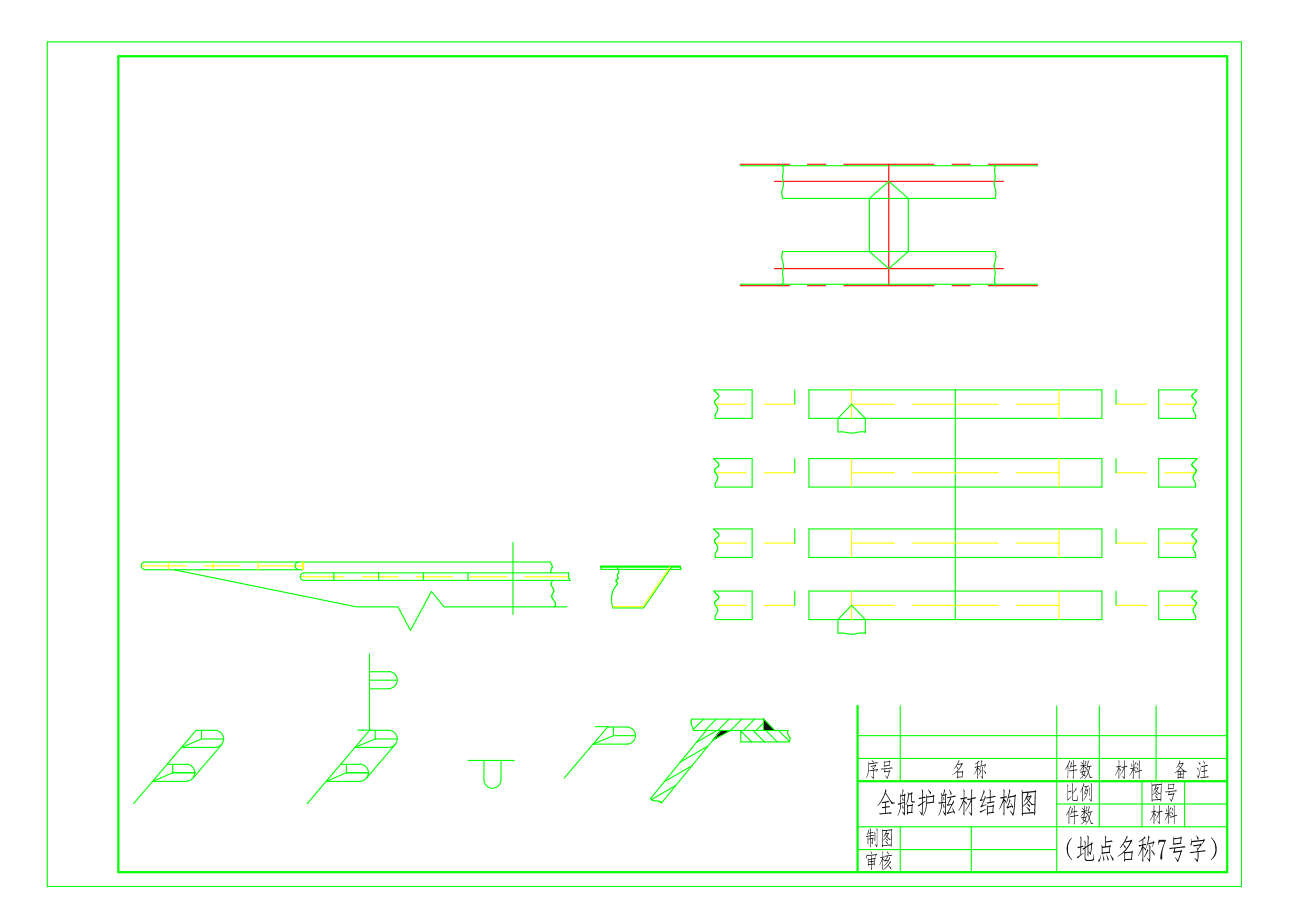 序号 名 称 件数 材料 备 注
全船护舷材结构图 比例 图号
件数 材料
制图
审核
(地点名称7号字)